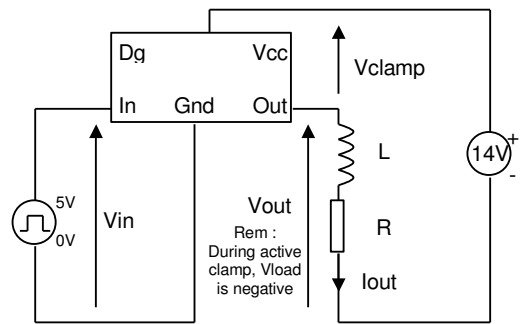 Dg
Vcc
In
Gnd
Out
Vclamp
L
14V
+
-
5V
0V
Vin
Vout
Rem :
During active
clamp, Vload
is negative
R
Iout